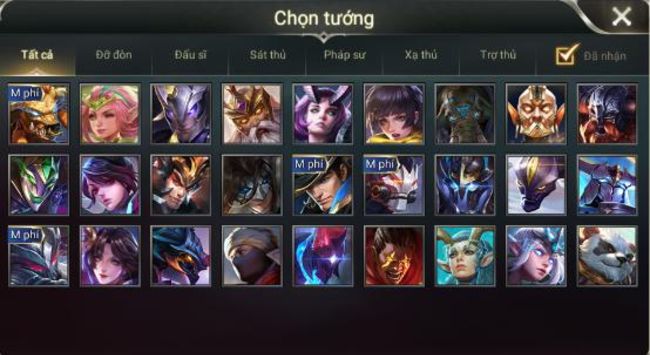 Chọn tướng
Tất cả Đỡ đòn Đấu sĩ Sát thủ Pháp sư Xạ thủ Trợ thủ Đã nhận
M phí
M phí M phí
M phí